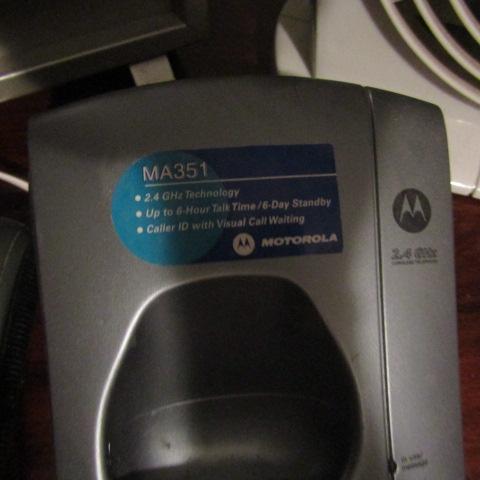 MA351
• 2.4 GHz Technology
• Up to 6-Hour Talk Time/6-Day Standby
• Caller ID with Visual Call Waiting
MOTOROLA
2.4 GHz